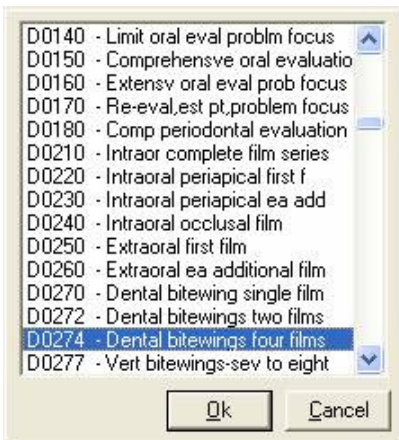 D0140 - Limit oral eval problm focus
D0150 - Comprehensve oral evaluatio
D0160 - Extensv oral eval prob focus
D0170 - Re-eval,est pt,problem focus
D0180 - Comp periodontal evaluation
D0210 - Intraor complete film series
D0220 - Intraoral periapical first f
D0230 - Intraoral periapical ea add
D0240 - Intraoral occlusal film
D0250 - Extraoral first film
D0260 - Extraoral ea additional film
D0270 - Dental bitewing single film
D0272 - Dental bitewings two films
D0274 - Dental bitewings four films
D0277 - Vert bitewings-sev to eight
Ok Cancel